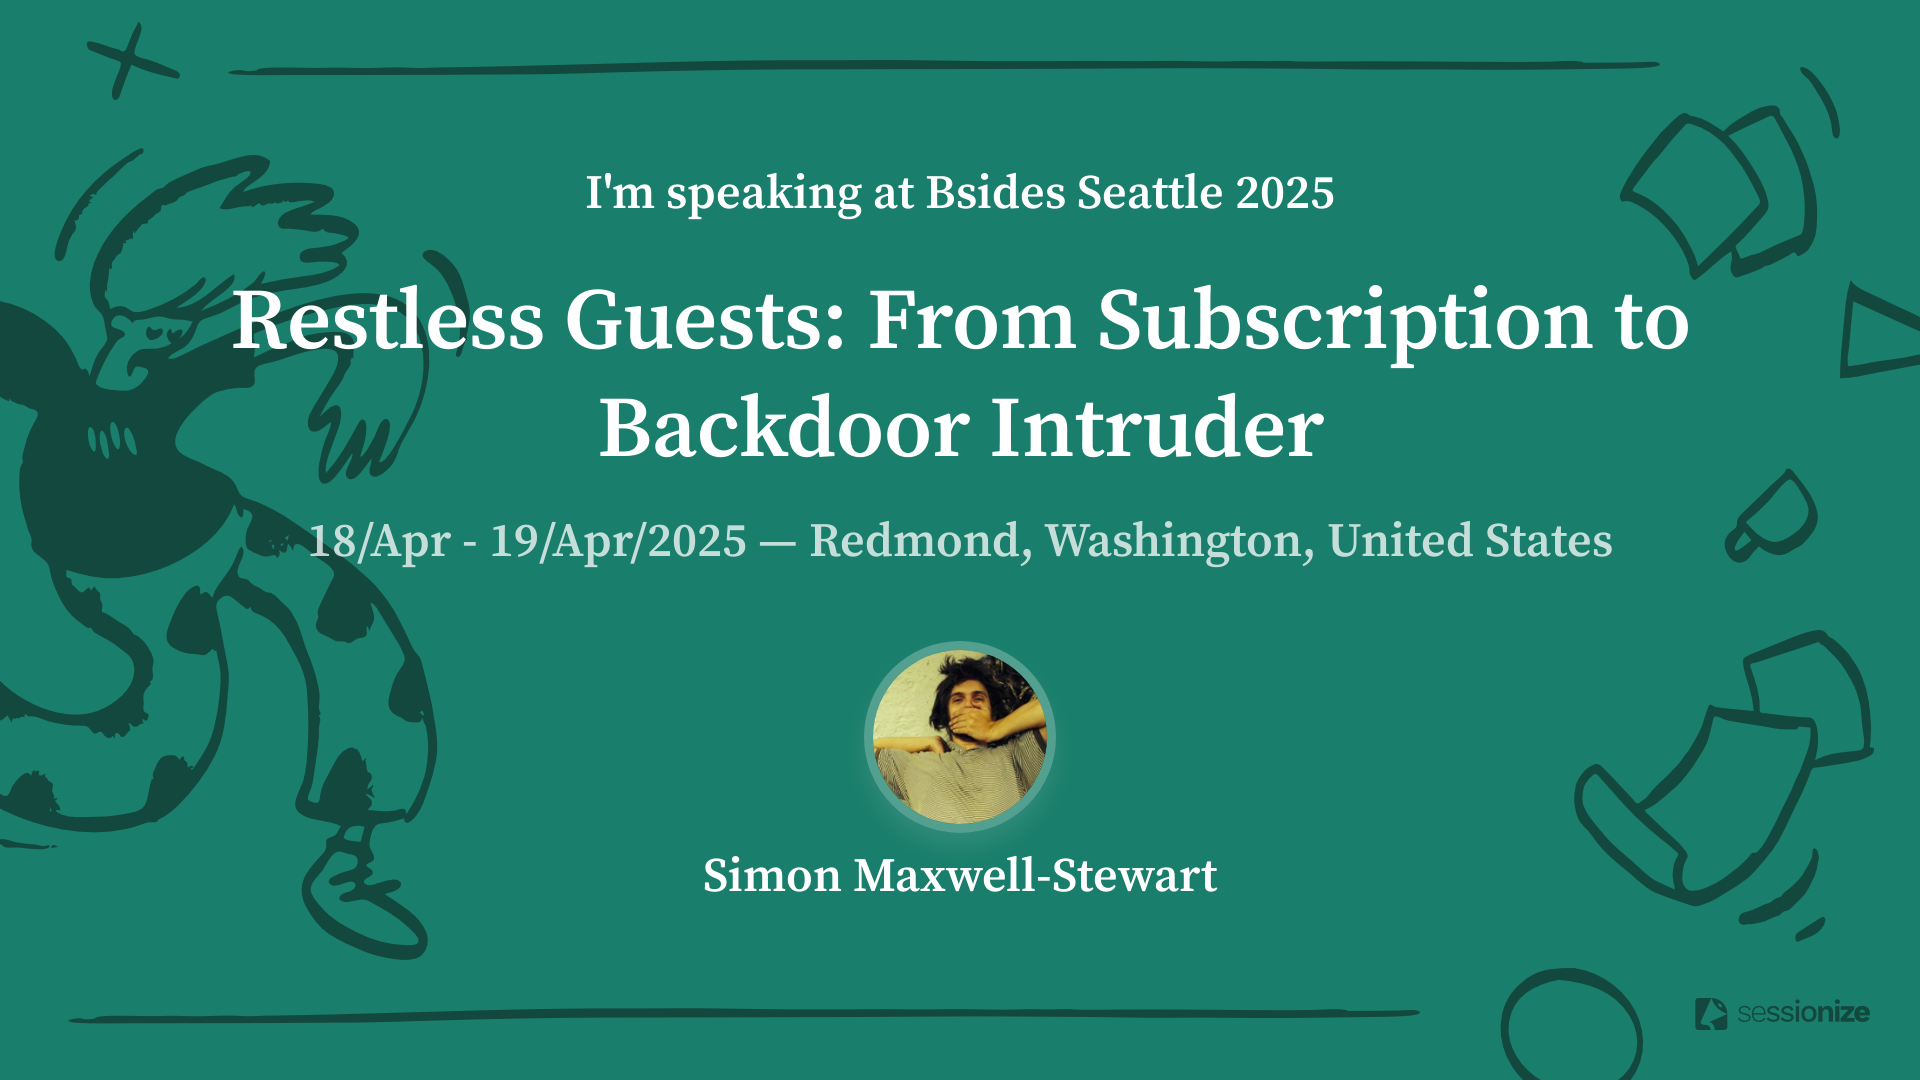 I'm speaking at Bsides Seattle 2025
Restless Guests: From Subscription to
Backdoor Intruder
18/Apr - 19/Apr/2025 — Redmond, Washington, United States
Simon Maxwell-Stewart
sessionize